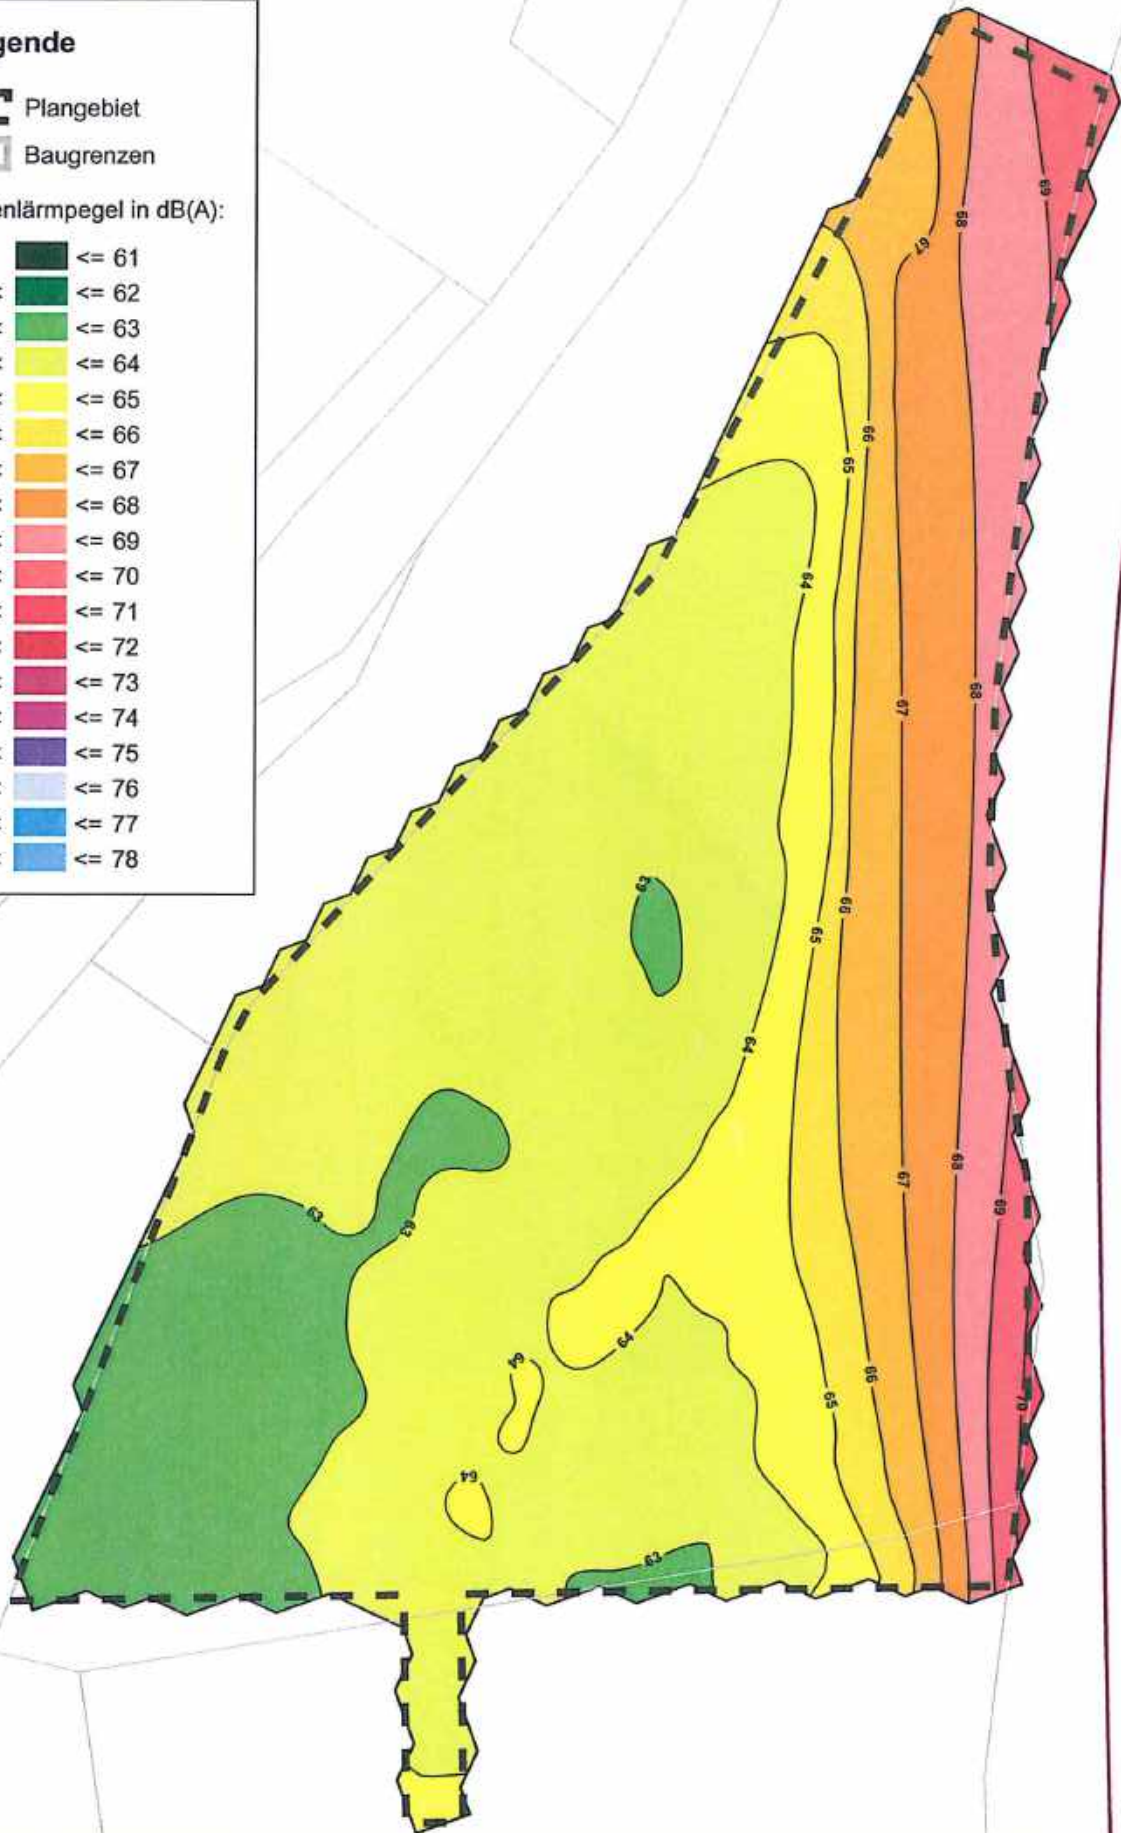 gende
Plangebiet
Baugrenzen
enlärmpegel in dB(A):
<= 61
< <= 62
< <= 63
< <= 64
< <= 65
< <= 66
< <= 67
< <= 68
< <= 69
< <= 70
< <= 71
< <= 72
< <= 73
< <= 74
< <= 75
< <= 76
< <= 77
< <= 78
69
68
67
66
65
64
68
67
63
66
65
64
68
67
69
63
63
64
66
64
65
70
64
63